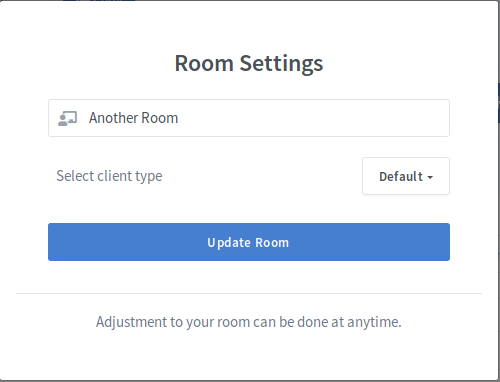 Room Settings
Another Room
Select client type
Default
Update Room
Adjustment to your room can be done at anytime.